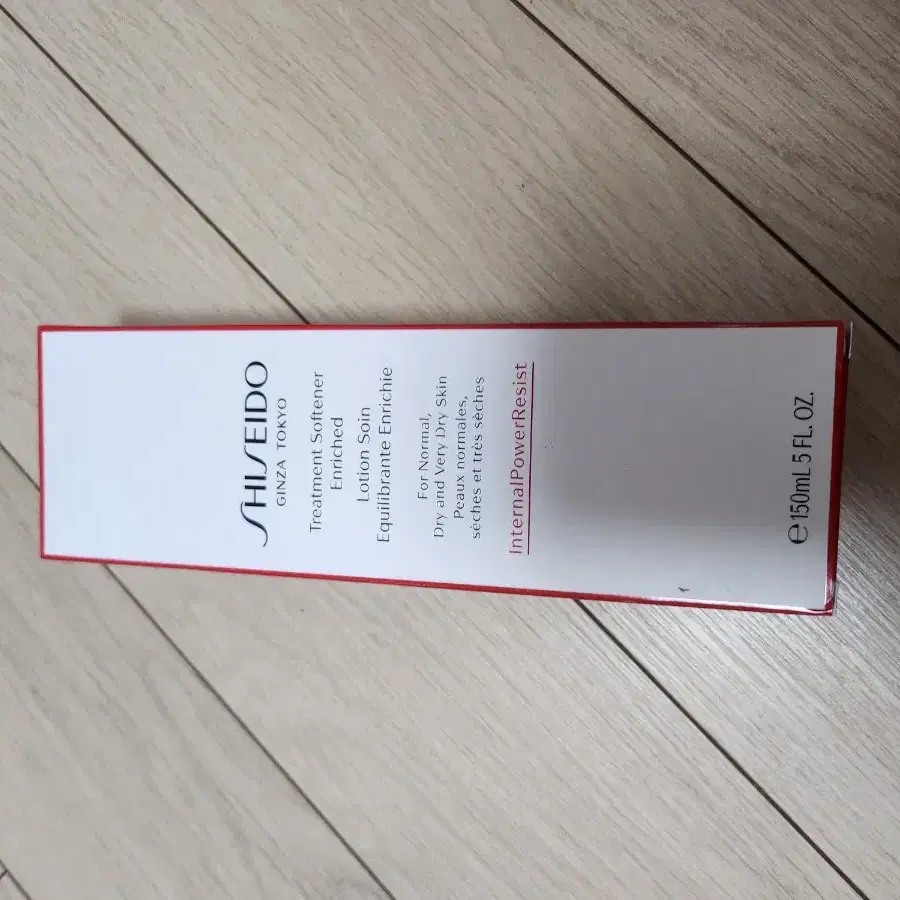 SHISEIDO
GINZA TOKYO
Treatment Softener
Enriched
Lotion Soin
Equilibrante Enrichie
For Normal,
Dry and Very Dry Skin
Peaux normales,
sèches et très sèches
InternalPowerResist
℮150mL 5 FL. OZ.